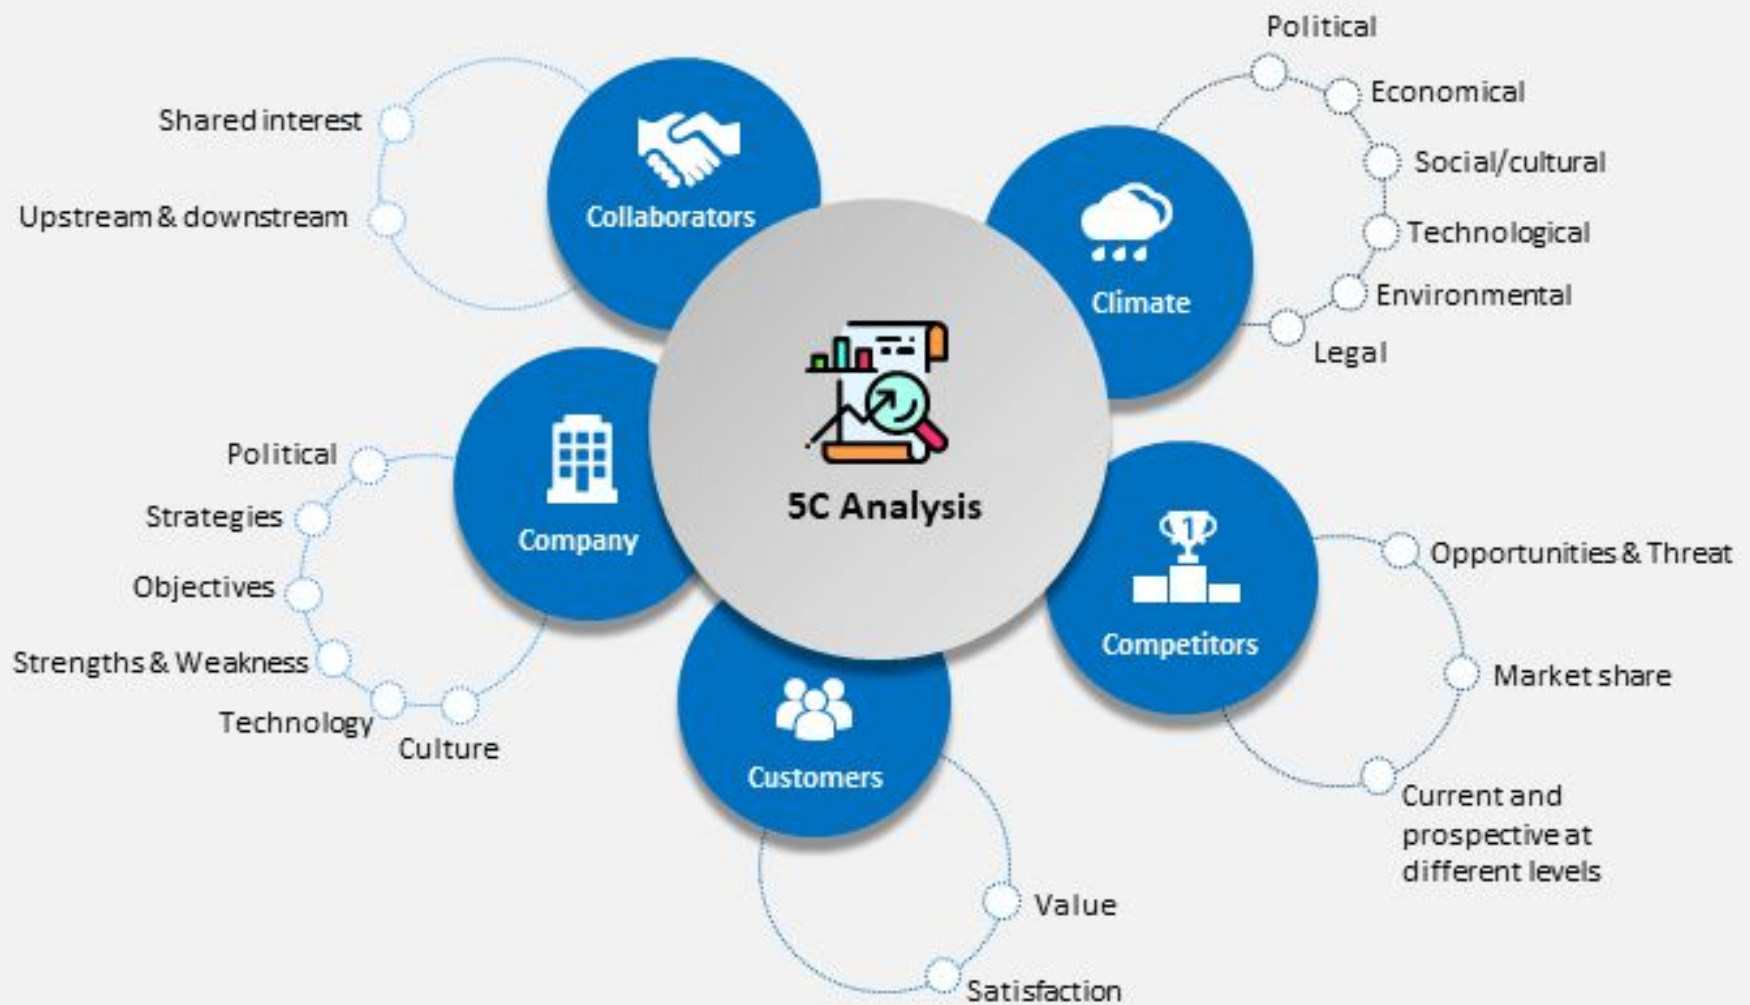 5C Analysis
Collaborators
Shared interest
Upstream & downstream
Climate
Political
Economical
Social/cultural
Technological
Environmental
Legal
Company
Political
Strategies
Objectives
Strengths & Weakness
Technology
Culture
Competitors
1
Opportunities & Threat
Market share
Current and
prospective at
different levels
Customers
Value
Satisfaction